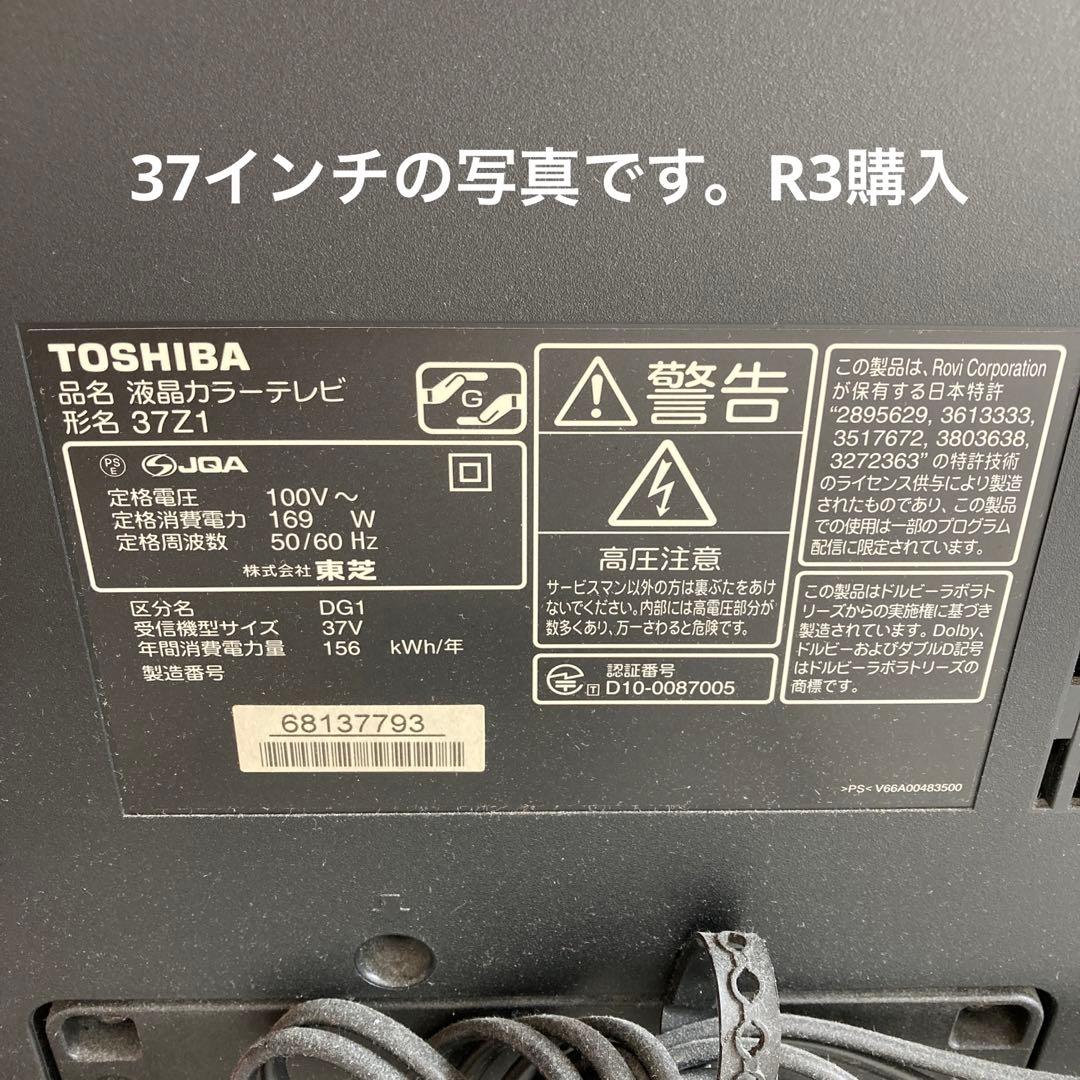 37インチの写真です。R3購入
TOSHIBA
品名 液晶カラーテレビ
形名 37Z1
G
PS
E
JQA
定格電圧 100V～
定格消費電力 169 W
定格周波数 50/60 Hz
株式会社 東芝
区分名 DG1
受信機型サイズ 37V
年間消費電力量 156 kWh/年
製造番号
68137793
警告
高圧注意
サービスマン以外の方は裏ぶたをあけ
ないでください。内部には高電圧部分が
数多くあり、万一さわると危険です。
認証番号
T D10-0087005
この製品は、Rovi Corporation
が保有する日本特許
“2895629, 3613333,
3517672, 3803638,
3272363” の特許技術
のライセンス供与により製造
されたものであり、この製品
での使用は一部のプログラム
配信に限定されています。
この製品はドルビーラボラト
リーズからの実施権に基づき
製造されています。Dolby、
ドルビーおよびダブルD記号
はドルビーラボラトリーズの
商標です。
>PS< V66A00483500